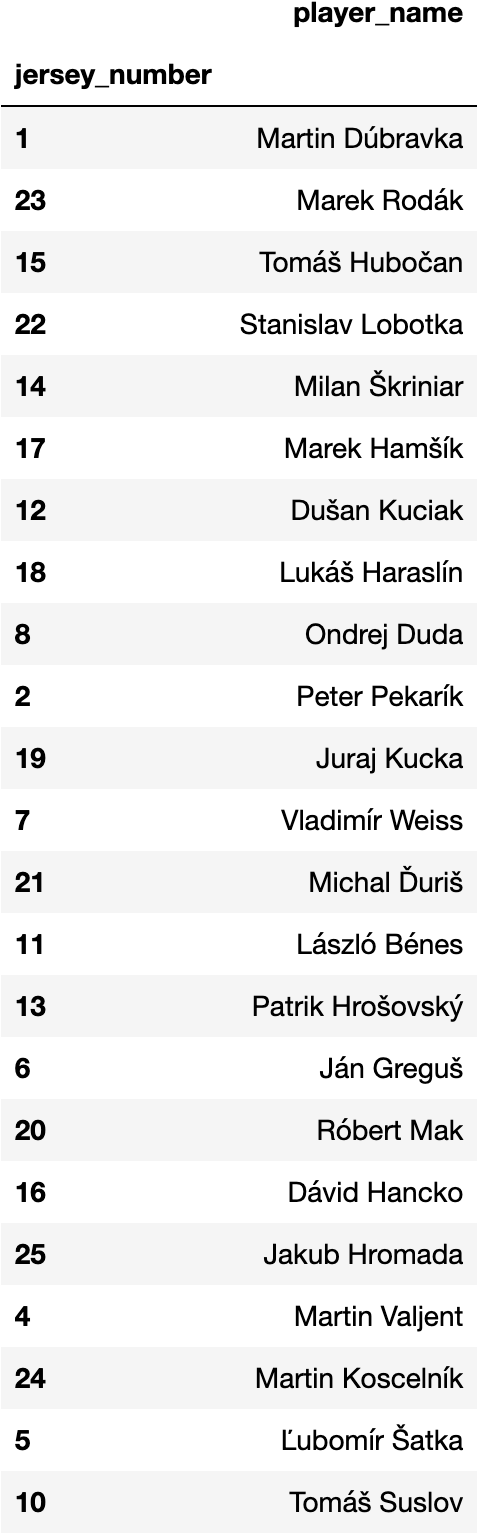 player_name
jersey_number
1 Martin Dúbravka
23 Marek Rodák
15 Tomáš Hubočan
22 Stanislav Lobotka
14 Milan Škriniar
17 Marek Hamšík
12 Dušan Kuciak
18 Lukáš Haraslín
8 Ondrej Duda
2 Peter Pekarík
19 Juraj Kucka
7 Vladimír Weiss
21 Michal Ďuriš
11 László Bénes
13 Patrik Hrošovský
6 Ján Greguš
20 Róbert Mak
16 Dávid Hancko
25 Jakub Hromada
4 Martin Valjent
24 Martin Koscelník
5 Ľubomír Šatka
10 Tomáš Suslov